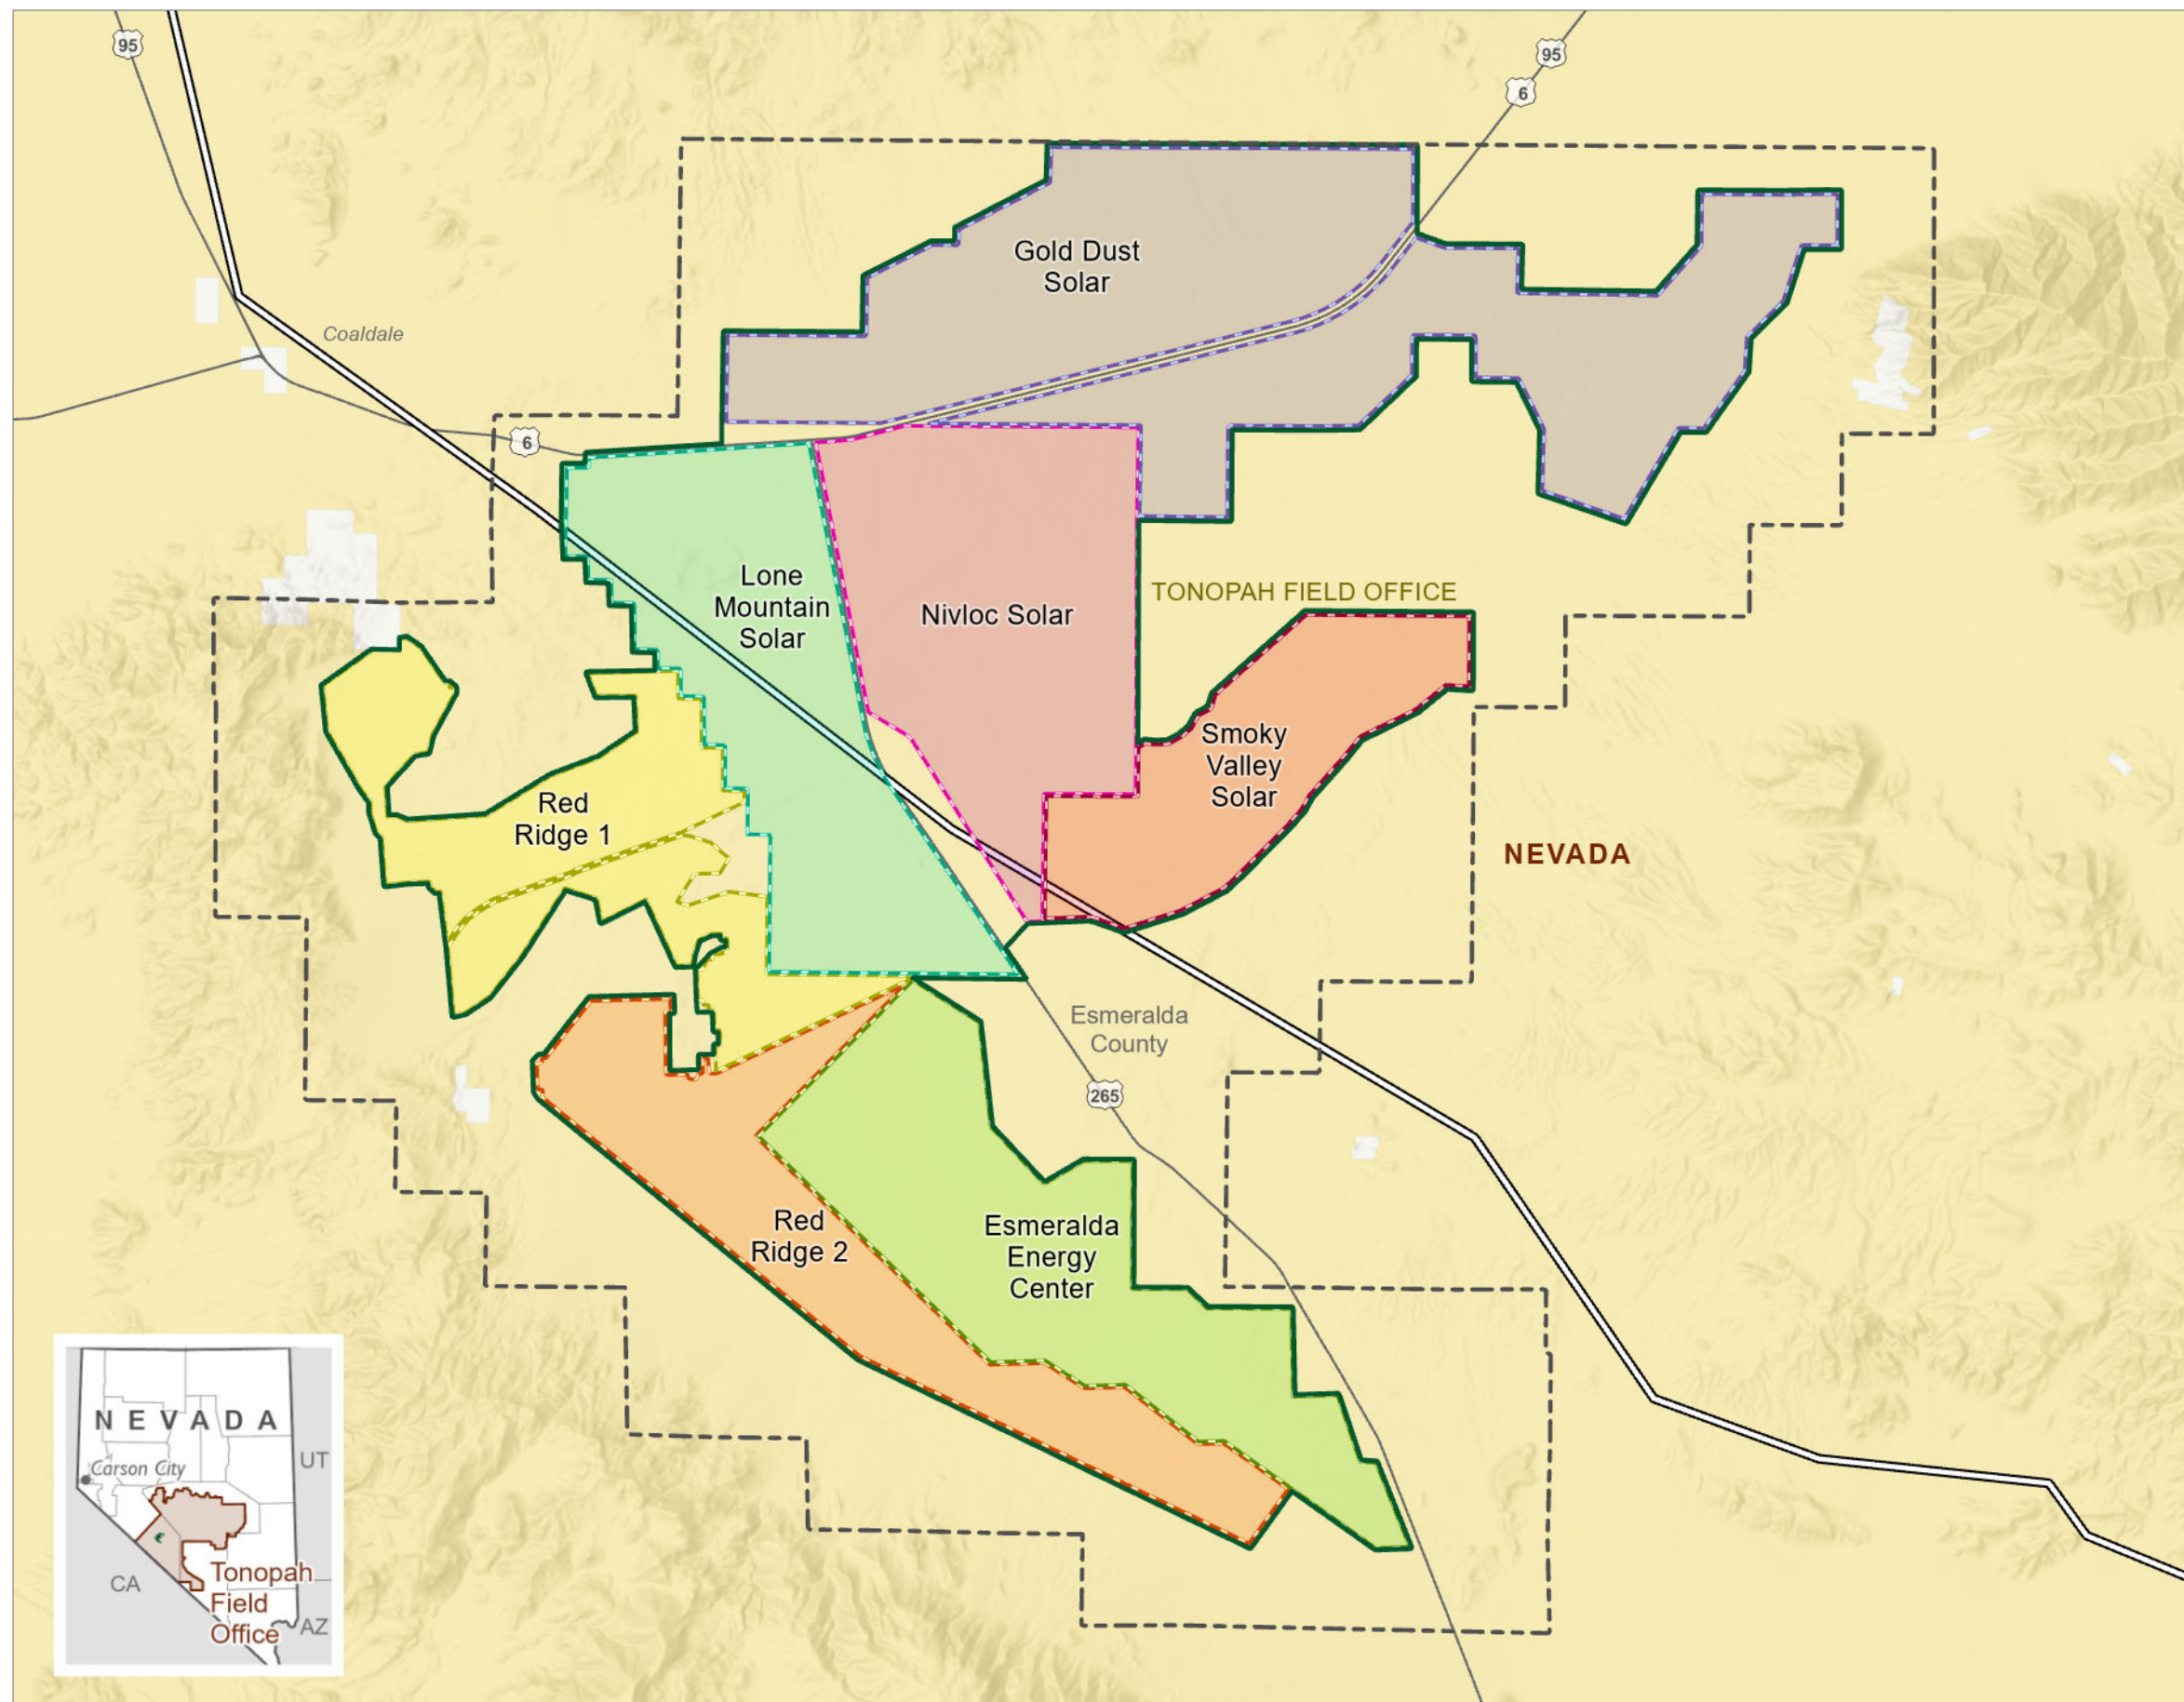 95
95
6
Gold Dust
Solar
Coaldale
6
Lone
Mountain
Solar
Nivloc Solar
TONOPAH FIELD OFFICE
Smoky
Valley
Solar
Red
Ridge 1
NEVADA
Esmeralda
County
265
Red
Ridge 2
Esmeralda
Energy
Center
NEVADA
UT
Carson City
CA
Tonopah
Field
Office
AZ